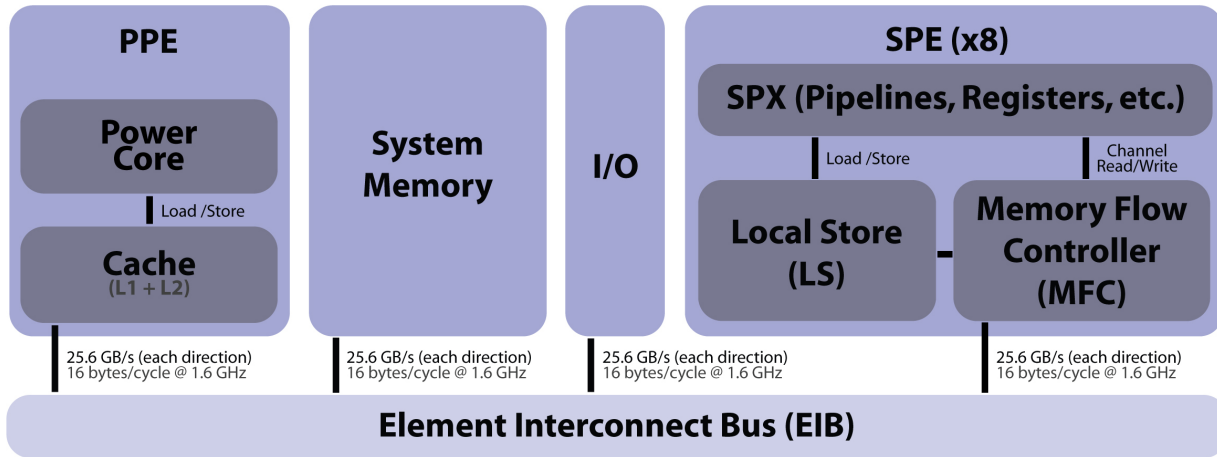 PPE
Power
Core
Load /Store
Cache
(L1 + L2)
25.6 GB/s (each direction)
16 bytes/cycle @ 1.6 GHz
System
Memory
25.6 GB/s (each direction)
16 bytes/cycle @ 1.6 GHz
I/O
25.6 GB/s (each direction)
16 bytes/cycle @ 1.6 GHz
SPE (x8)
SPX (Pipelines, Registers, etc.)
Load /Store
Channel
Read/Write
Local Store
(LS)
Memory Flow
Controller
(MFC)
25.6 GB/s (each direction)
16 bytes/cycle @ 1.6 GHz
Element Interconnect Bus (EIB)